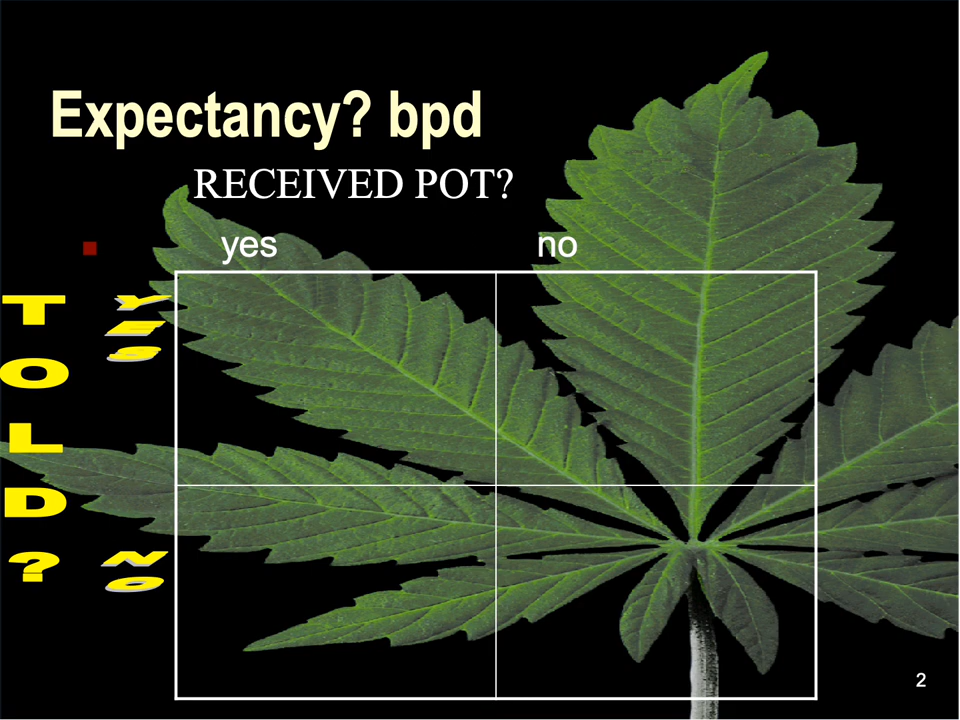 Expectancy? bpd
RECEIVED POT?
yes no
TOLD?
YES
NO
2